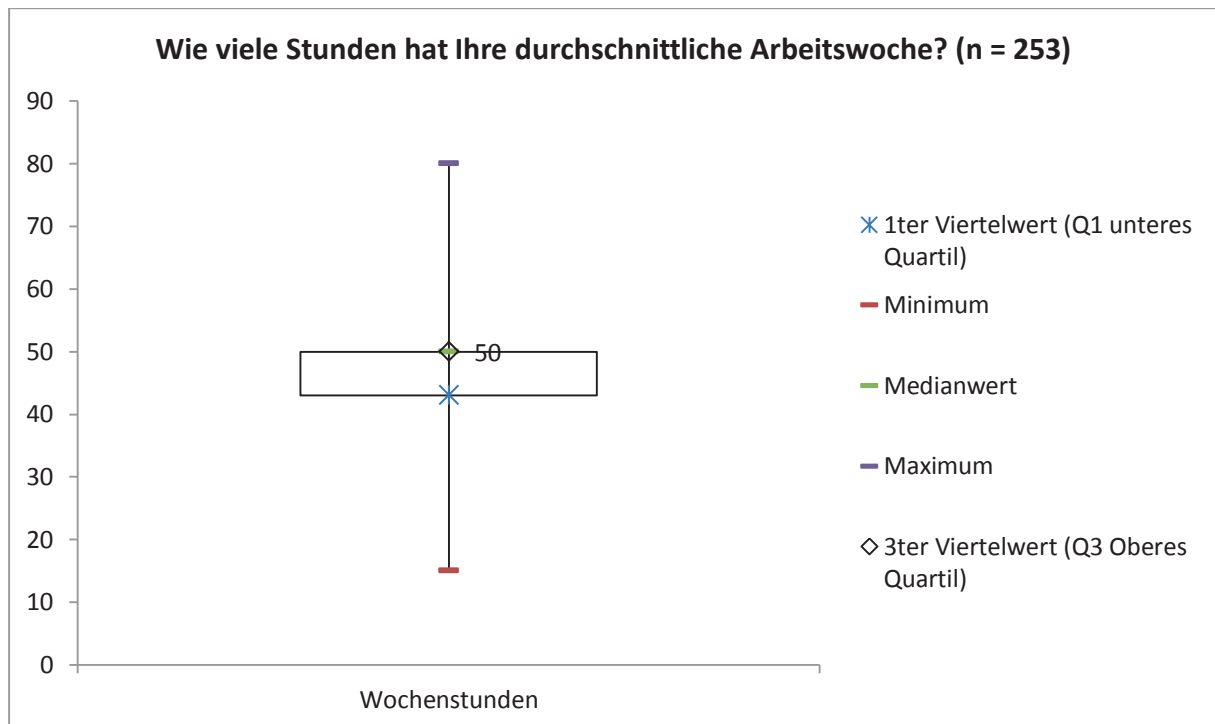 Wie viele Stunden hat Ihre durchschnittliche Arbeitswoche? (n = 253)
90
80
70
60
50
40
30
20
10
0
50
Wochenstunden
1ter Viertelwert (Q1 unteres
Quartil)
Minimum
Medianwert
Maximum
3ter Viertelwert (Q3 Oberes
Quartil)